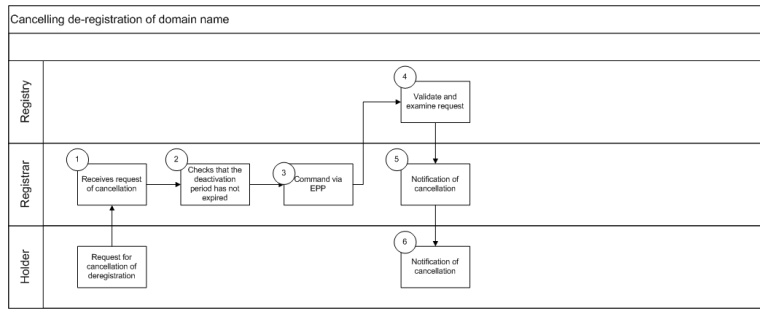 Cancelling de-registration of domain name
Registry
4
Validate and
examine request
Registrar
1
Receives request
of cancellation
2
Checks that the
deactivation
period has not
expired
3
Command via
EPP
5
Notification of
cancellation
Holder
Request for
cancellation of
deregistration
6
Notification of
cancellation